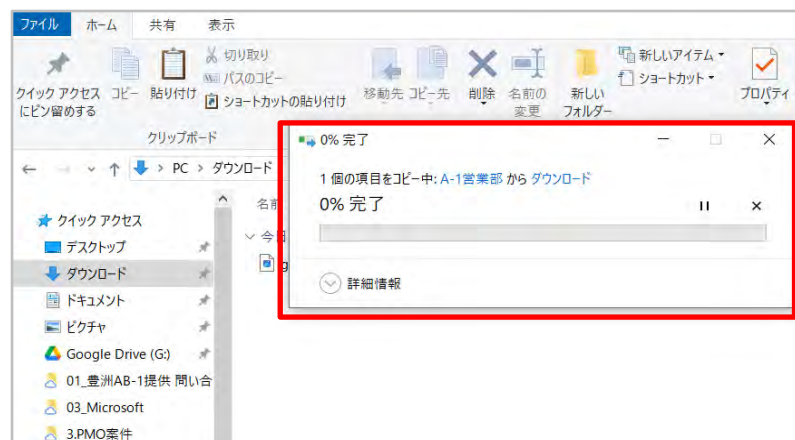 ファイル ホーム 共有 表示
クイック アクセス
にピン留めする
コピー
貼り付け
切り取り
パスのコピー
ショートカットの貼り付け
移動先
コピー先
削除
名前の
変更
新しい
フォルダー
新しいアイテム
ショートカット
プロパティ
クリップボード
PC > ダウンロード
クイック アクセス
デスクトップ
ダウンロード
ドキュメント
ピクチャ
Google Drive (G:)
01_豊洲AB-1提供 問い合
03_Microsoft
3.PMO案件
0% 完了
1 個の項目をコピー中: A-1営業部 から ダウンロード
0% 完了
詳細情報